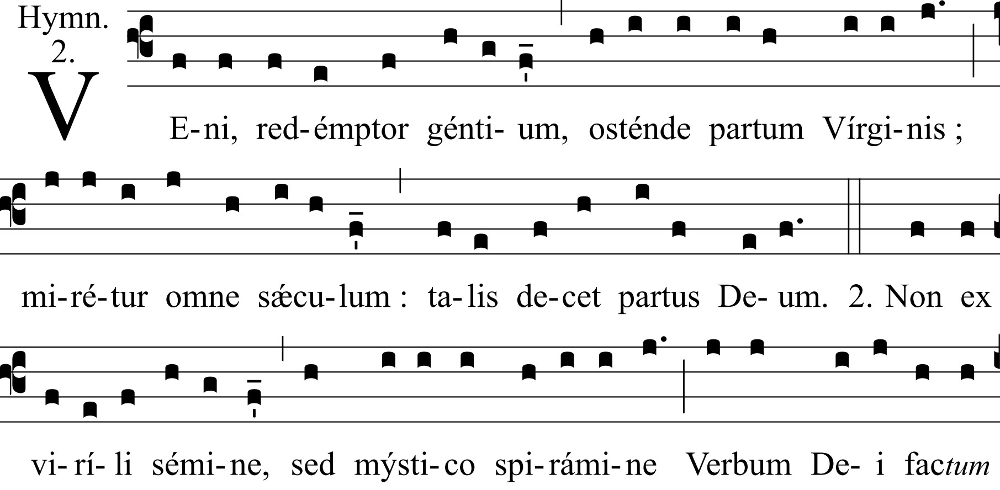 Hymn.
2.
VE-ni, red-émptor génti- um, osténde partum Vírgi-nis ;
mi-ré-tur omne sǽcu-lum : ta-lis de-cet partus De- um. 2. Non ex
vi- rí- li sémi-ne, sed mýsti-co spi-rámi-ne Verbum De- i factum